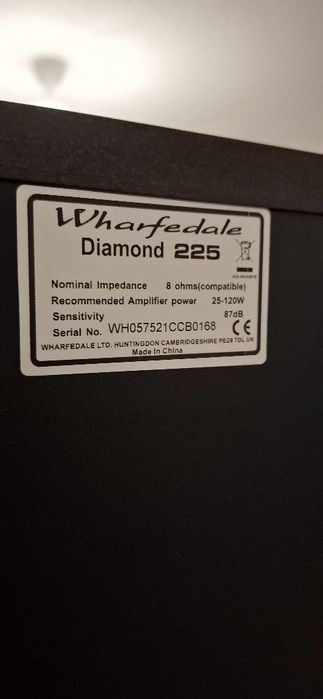 Wharfedale
Diamond 225
Nominal Impedance 8 ohms(compatible)
Recommended Amplifier power 25-120W
Sensitivity 87dB
Serial No. WH057521CCB0168 CE
WHARFEDALE LTD. HUNTINGDON CAMBRIDGESHIRE PE29 7DL UK
Made in China